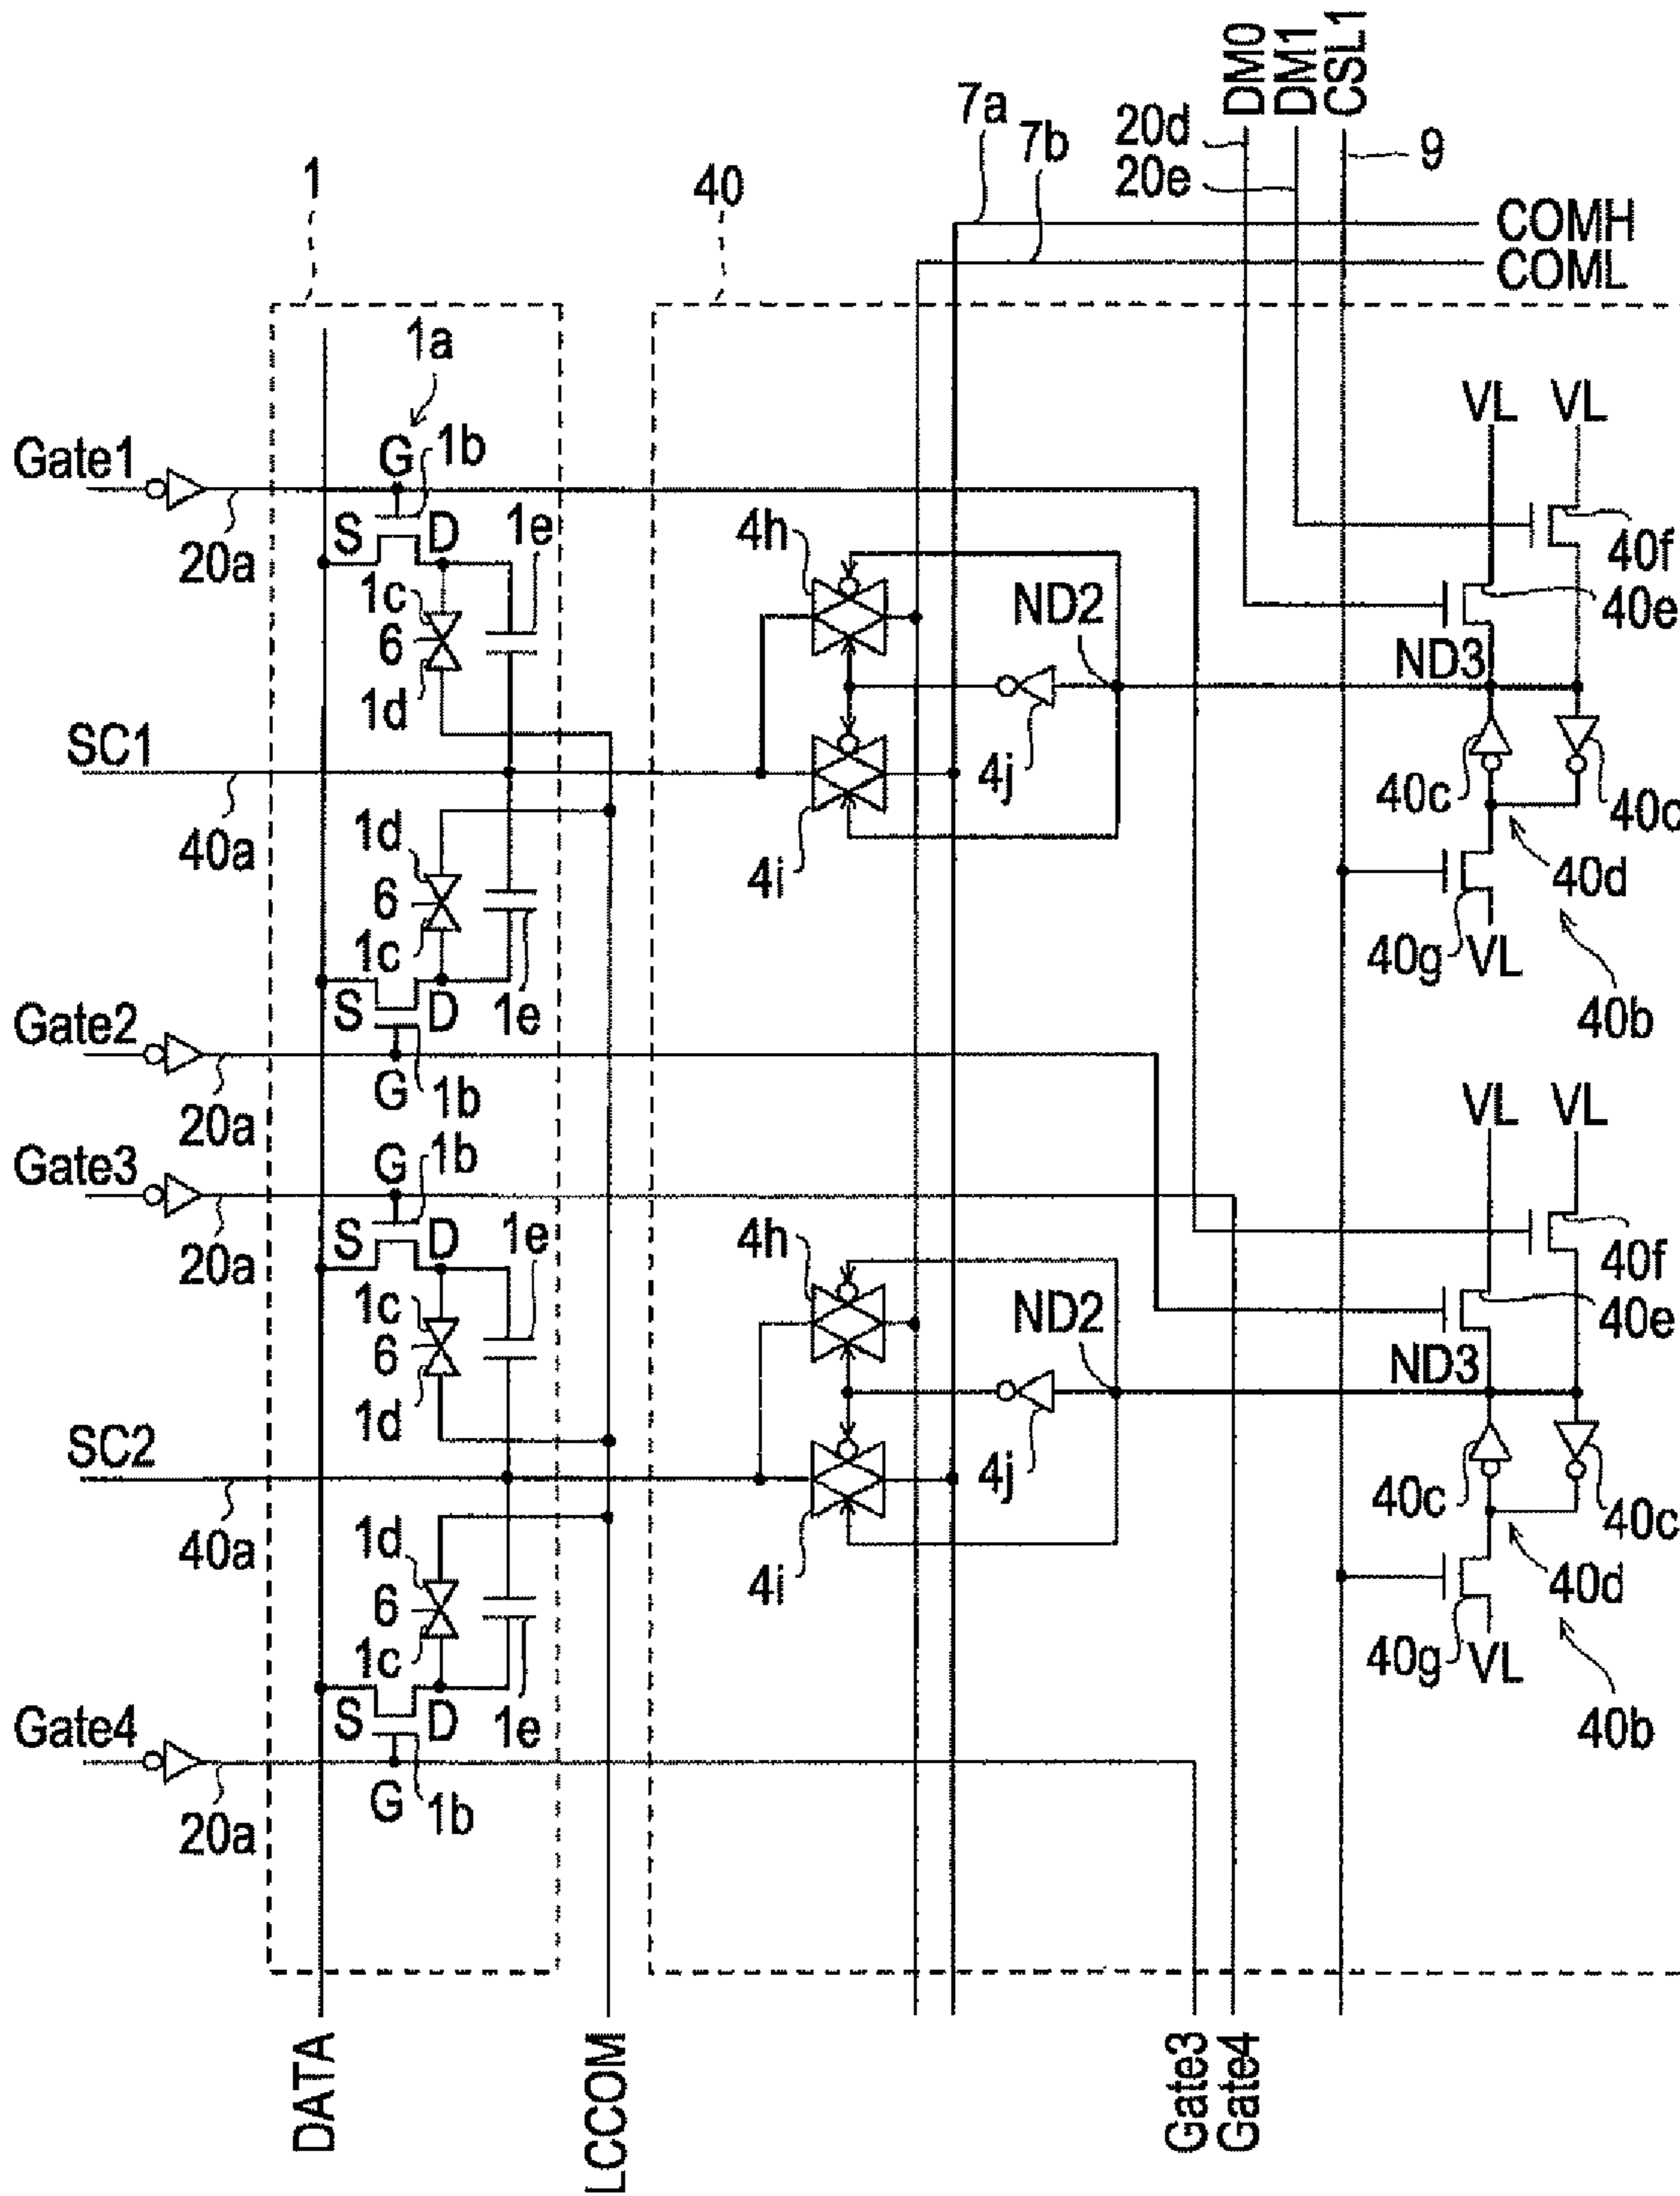 DM0
DM1
CSL1
7a
20d
7b
20e
9
1
40
COMH
COML
1a
VL VL
Gate1
G
1b
S D
1e
20a
4h
40f
1c
6
1d
ND2
40e
ND3
SC1
4j
40c
40c
40a
1d
6
1c
4i
40d
40g
VL
40b
S D
1e
Gate2
G
1b
20a
VL VL
Gate3
G
1b
S D
1e
20a
4h
40f
1c
6
1d
ND2
40e
ND3
SC2
4j
40c
40c
40a
1d
6
1c
4i
40d
40g
VL
40b
S D
1e
Gate4
G
1b
20a
DATA
LCCOM
Gate3
Gate4